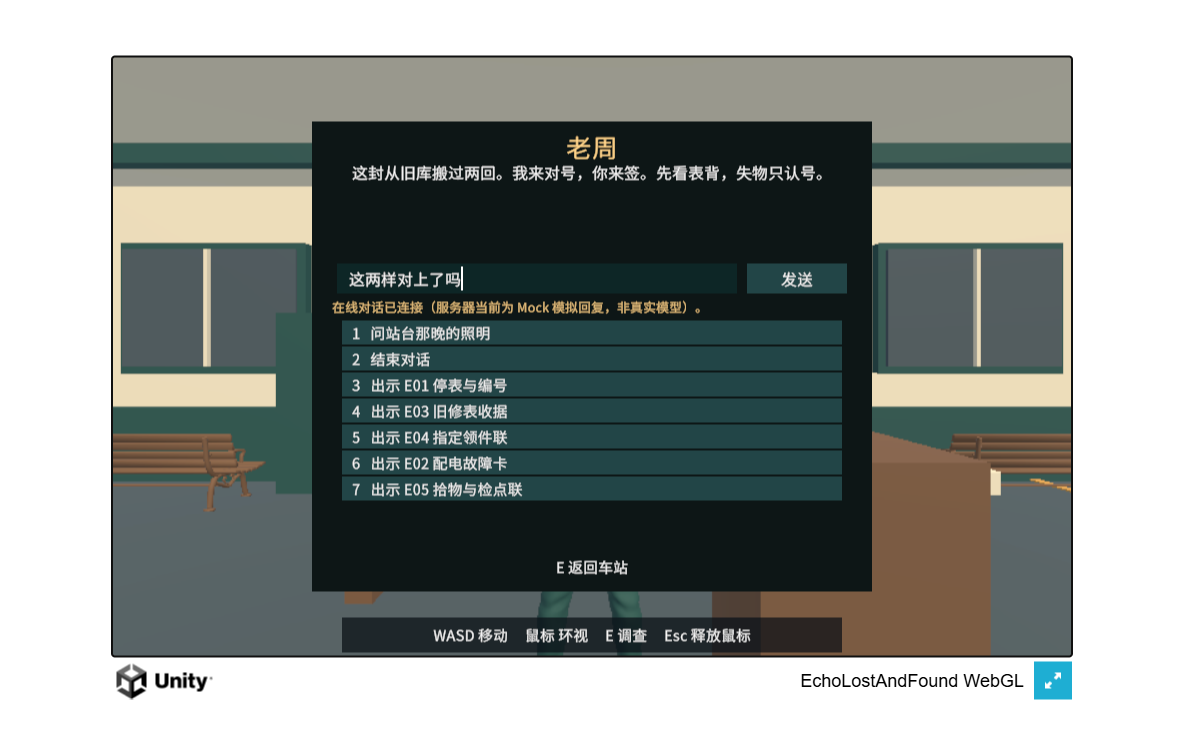 老周
这封从旧库搬过两回。我来对号，你来签。先看表背，失物只认号。
这两样对上了吗
发送
在线对话已连接（服务器当前为 Mock 模拟回复，非真实模型）。
1 问站台那晚的照明
2 结束对话
3 出示 E01 停表与编号
4 出示 E03 旧修表收据
5 出示 E04 指定领件联
6 出示 E02 配电故障卡
7 出示 E05 拾物与检点联
E 返回车站
WASD 移动 鼠标 环视 E 调查 Esc 释放鼠标
Unity
EchoLostAndFound WebGL